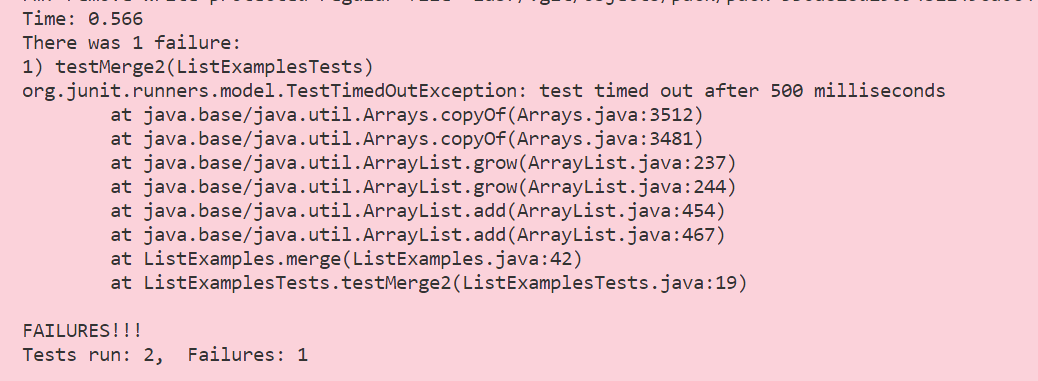 Time: 0.566
There was 1 failure:
1) testMerge2(ListExamplesTests)
org.junit.runners.model.TestTimedOutException: test timed out after 500 milliseconds
at java.base/java.util.Arrays.copyOf(Arrays.java:3512)
at java.base/java.util.Arrays.copyOf(Arrays.java:3481)
at java.base/java.util.ArrayList.grow(ArrayList.java:237)
at java.base/java.util.ArrayList.grow(ArrayList.java:244)
at java.base/java.util.ArrayList.add(ArrayList.java:454)
at java.base/java.util.ArrayList.add(ArrayList.java:467)
at ListExamples.merge(ListExamples.java:42)
at ListExamplesTests.testMerge2(ListExamplesTests.java:19)
FAILURES!!!
Tests run: 2,  Failures: 1